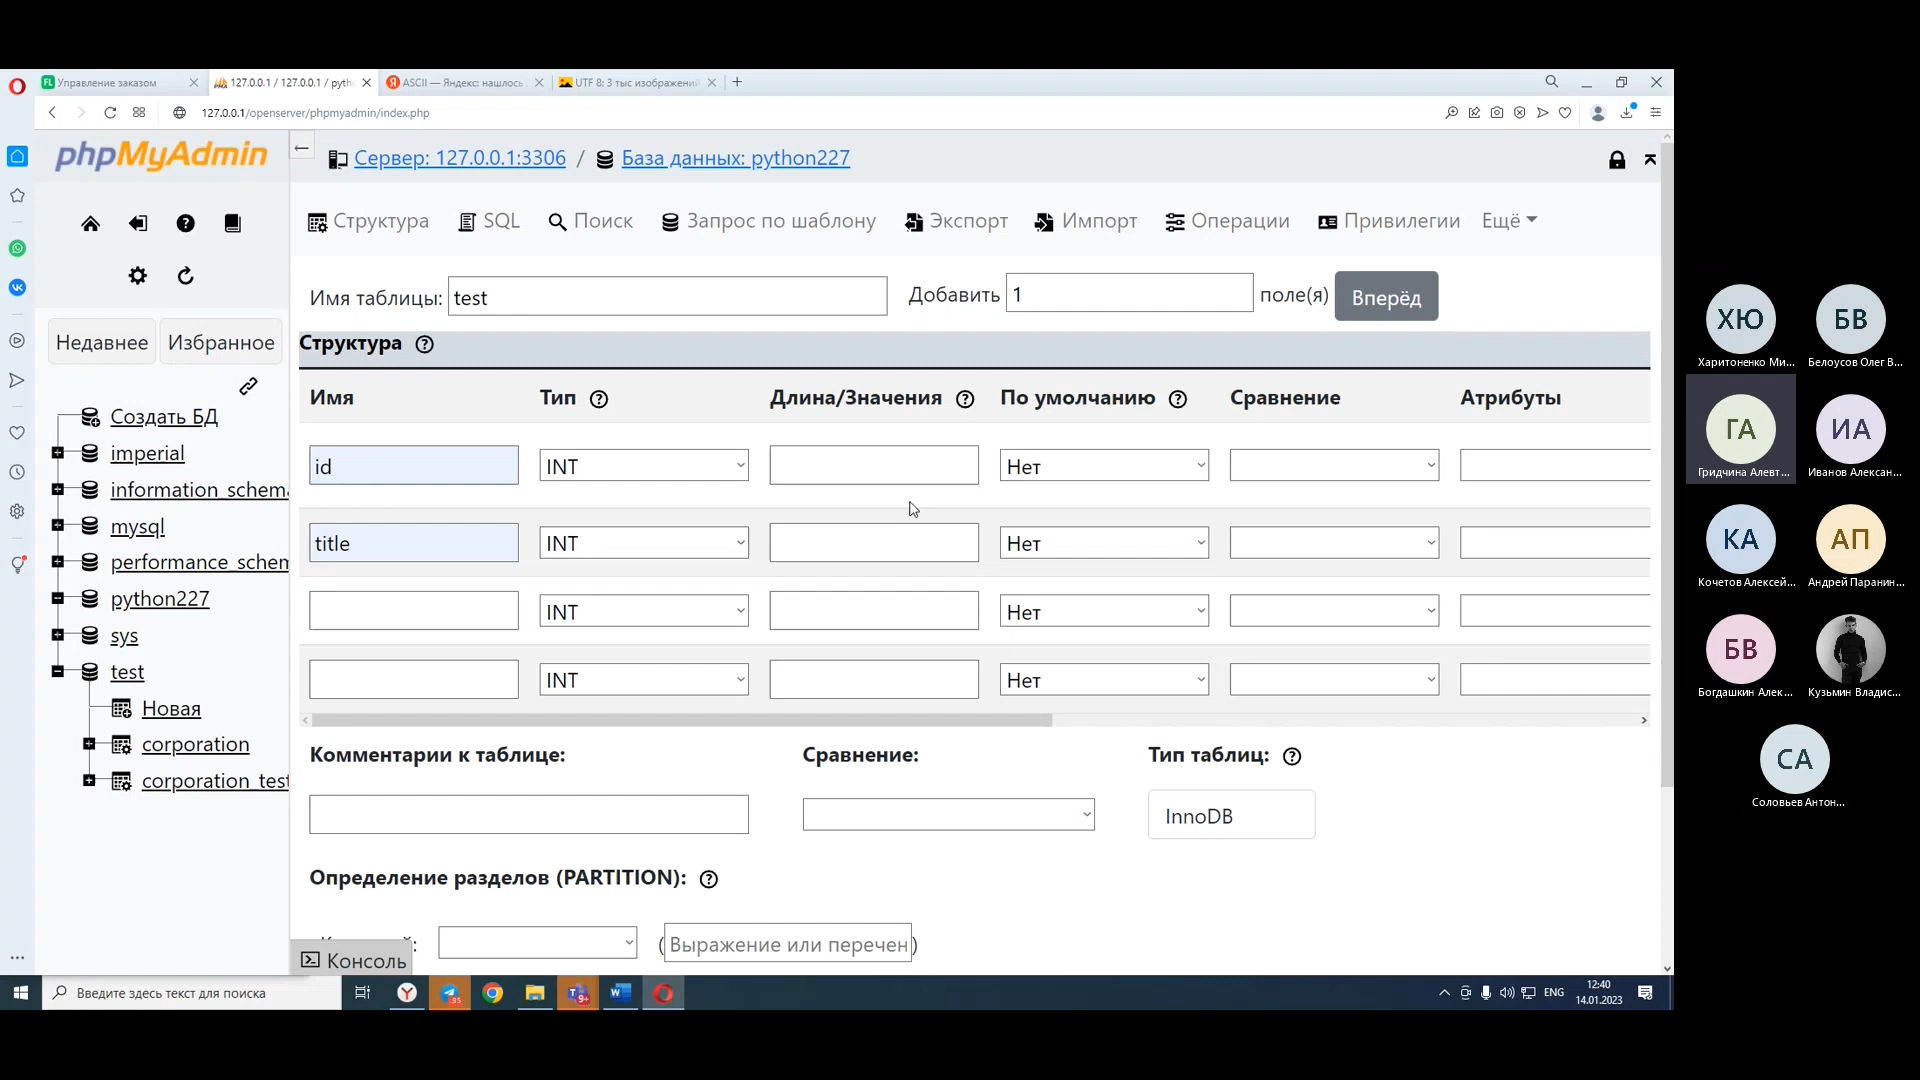 Управление заказом
127.0.0.1 / 127.0.0.1 / pyth
ASCII — Яндекс: нашлось
UTF 8: 3 тыс изображений
127.0.0.1/openserver/phpmyadmin/index.php
phpMyAdmin
Недавнее
Избранное
Создать БД
imperial
information_schema
mysql
performance_schem
python227
sys
test
Новая
corporation
corporation_test
Сервер: 127.0.0.1:3306 / База данных: python227
Структура
SQL
Поиск
Запрос по шаблону
Экспорт
Импорт
Операции
Привилегии
Ещё
Имя таблицы: test
Добавить 1 поле(я) Вперёд
Структура
Имя Тип Длина/Значения По умолчанию Сравнение Атрибуты
id INT Нет
title INT Нет
INT Нет
INT Нет
Комментарии к таблице: Сравнение: Тип таблиц:
InnoDB
Определение разделов (PARTITION):
(Выражение или перечен)
Консоль
Введите здесь текст для поиска
ENG
12:40
14.01.2023
ХЮ
Харитоненко Ми...
БВ
Белоусов Олег В...
ГА
Гридчина Алевт...
ИА
Иванов Алексан...
КА
Кочетов Алексей...
АП
Андрей Паранин...
БВ
Богдашкин Алек...
Кузьмин Владис...
СА
Соловьев Антон...